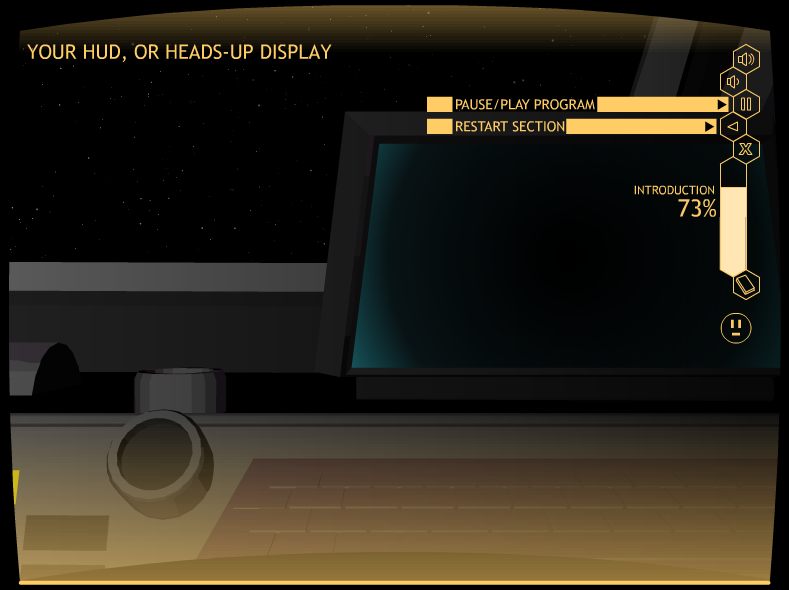 YOUR HUD, OR HEADS-UP DISPLAY
PAUSE/PLAY PROGRAM
RESTART SECTION
X
INTRODUCTION
73%